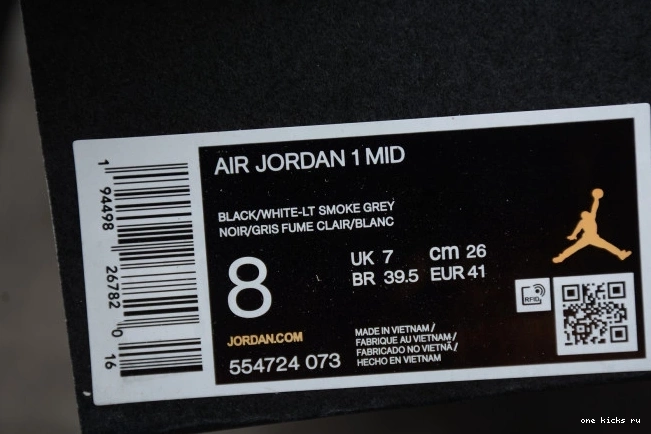 AIR JORDAN 1 MID
BLACK/WHITE-LT SMOKE GREY
NOIR/GRIS FUME CLAIR/BLANC
8
UK 7 cm 26
BR 39.5 EUR 41
RFID
JORDAN.COM
554724 073
MADE IN VIETNAM /
FABRIQUE AU VIETNAM /
FABRICADO NO VIETNÃ /
HECHO EN VIETNAM
1 94498 26782 0 16
one kicks ru